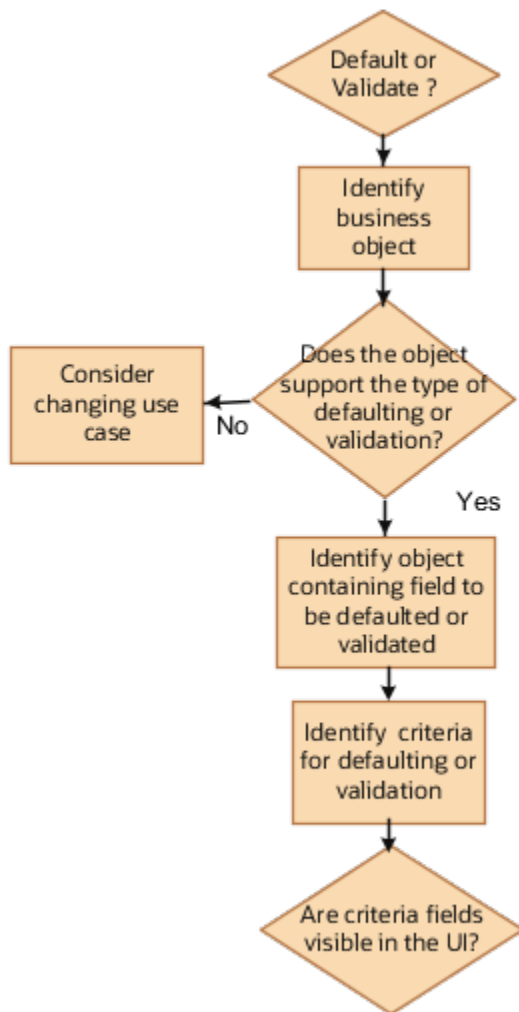 Default or
Validate ?
Identify
business
object
Does the object
support the type of
defaulting or
validation?
Consider
changing use
case
No
Yes
Identify object
containing field to
be defaulted or
validated
Identify criteria
for defaulting or
validation
Are criteria fields
visible in the UI?